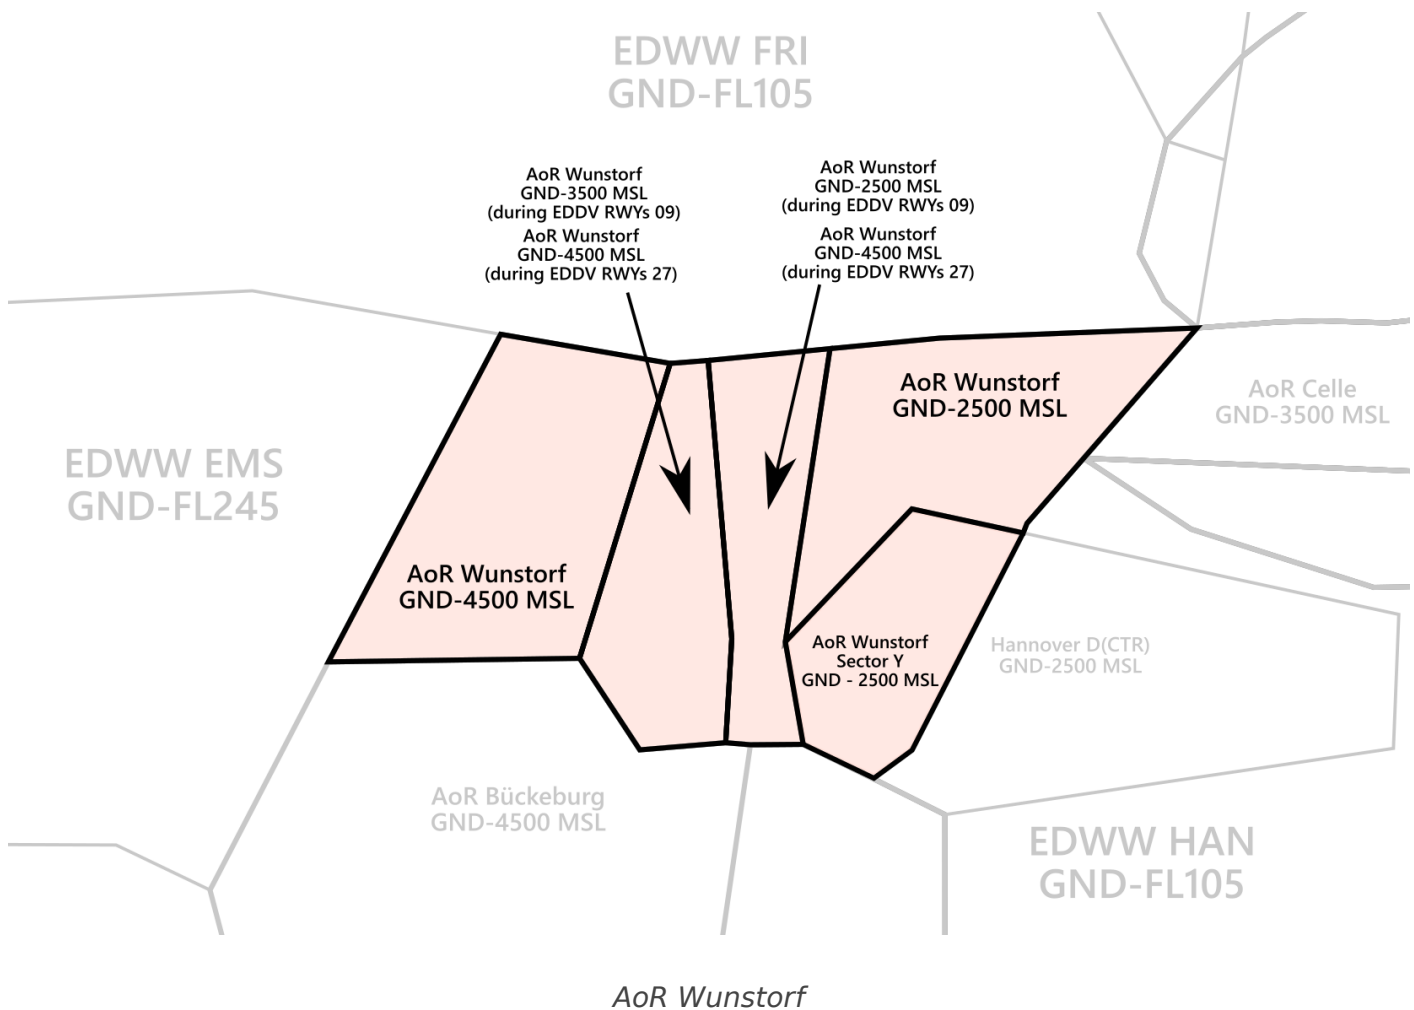 EDWW FRI
GND-FL105
AoR Wunstorf
GND-3500 MSL
(during EDDV RWYs 09)
AoR Wunstorf
GND-4500 MSL
(during EDDV RWYs 27)
AoR Wunstorf
GND-2500 MSL
(during EDDV RWYs 09)
AoR Wunstorf
GND-4500 MSL
(during EDDV RWYs 27)
AoR Wunstorf
GND-2500 MSL
AoR Celle
GND-3500 MSL
EDWW EMS
GND-FL245
AoR Wunstorf
GND-4500 MSL
AoR Wunstorf
Sector Y
GND - 2500 MSL
Hannover D(CTR)
GND-2500 MSL
AoR Bückeburg
GND-4500 MSL
EDWW HAN
GND-FL105
AoR Wunstorf